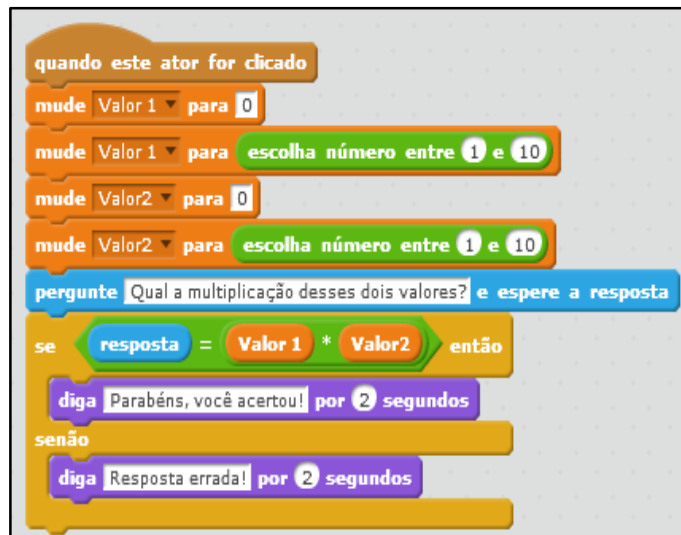 quando este ator for clicado
mude Valor 1 para 0
mude Valor 1 para escolha número entre 1 e 10
mude Valor2 para 0
mude Valor2 para escolha número entre 1 e 10
pergunte Qual a multiplicação desses dois valores? e espere a resposta
se resposta = Valor 1 * Valor2 então
diga Parabéns, você acertou! por 2 segundos
senão
diga Resposta errada! por 2 segundos